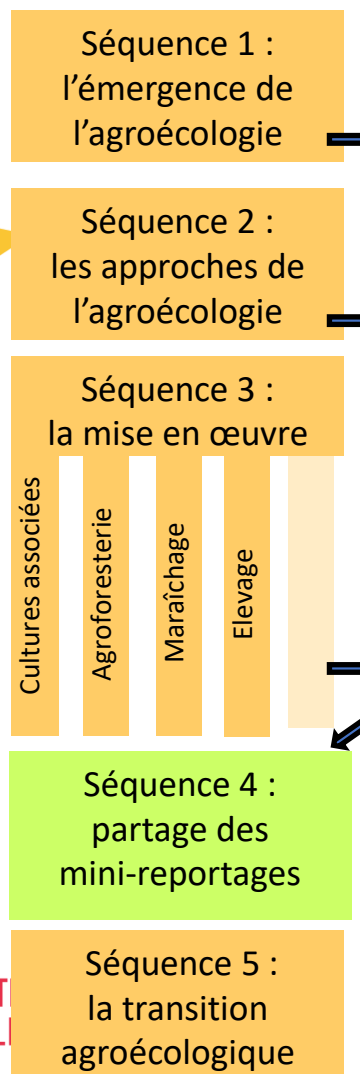 Séquence 1 :
l’émergence de
l’agroécologie
Séquence 2 :
les approches de
l’agroécologie
Séquence 3 :
la mise en œuvre
Cultures associées
Agroforesterie
Maraîchage
Elevage
Séquence 4 :
partage des
mini-reportages
Séquence 5 :
la transition
agroécologique